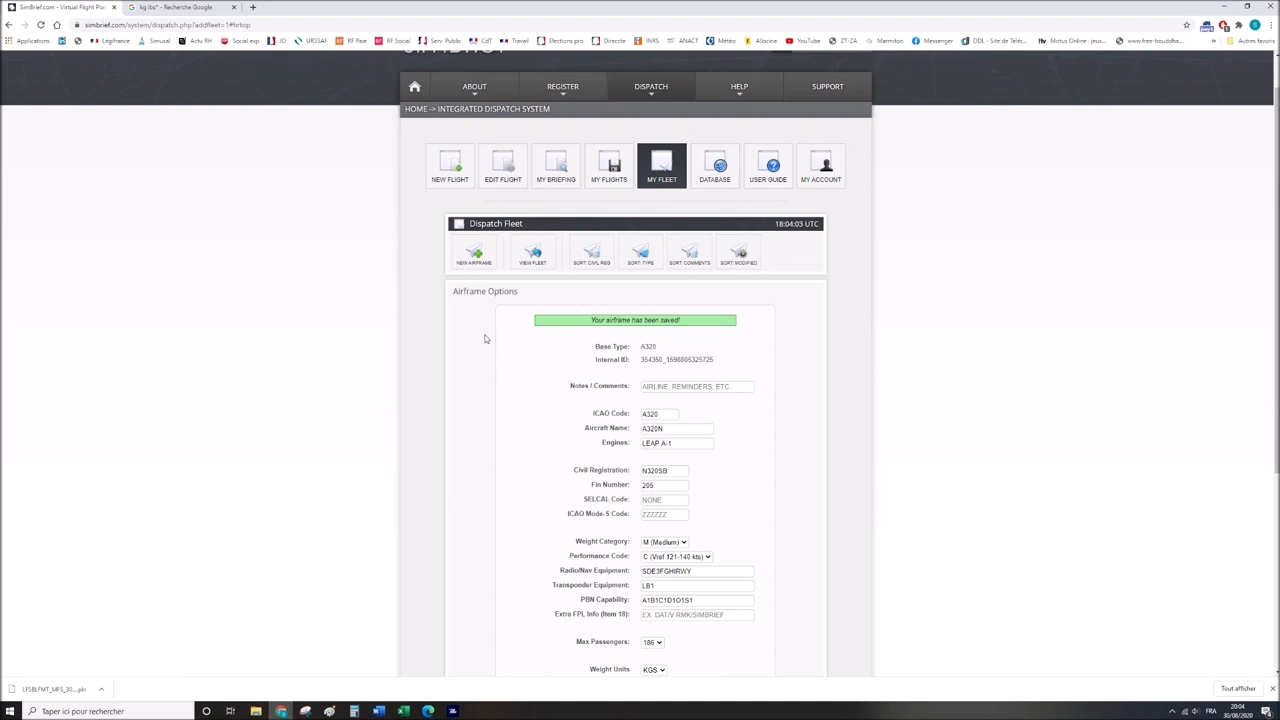 SimBrief.com - Virtual Flight Pla
kg lbs* - Recherche Google
simbrief.com/system/dispatch.php?addfleet=1#hrtop
Applications Légifrance Simusal Actu RH Social exp IO URSSAF RF Paie RF Social Serv. Public CdT Travail Elections pro Direccte INRS ANACT Météo Allocine YouTube ZT-ZA Marmiton Messenger DDL - Site de Téléc... Motus Online : jeux... www.free-bouddha... » Autres favoris
ABOUT REGISTER DISPATCH HELP SUPPORT
HOME -> INTEGRATED DISPATCH SYSTEM
NEW FLIGHT EDIT FLIGHT MY BRIEFING MY FLIGHTS MY FLEET DATABASE USER GUIDE MY ACCOUNT
Dispatch Fleet 18:04:03 UTC
NEW AIRFRAME VIEW FLEET SORT: CIVIL REG SORT: TYPE SORT: COMMENTS SORT: MODIFIED
Airframe Options
Your airframe has been saved!
Base Type: A320
Internal ID: 354350_1598805325725
Notes / Comments: AIRLINE, REMINDERS, ETC.
ICAO Code: A320
Aircraft Name: A320N
Engines: LEAP A-1
Civil Registration: N320SB
Fin Number: 205
SELCAL Code: NONE
ICAO Mode-S Code: ZZZZZZ
Weight Category: M (Medium)
Performance Code: C (Vref 121-140 kts)
Radio/Nav Equipment: SDE3FGHIRWY
Transponder Equipment: LB1
PBN Capability: A1B1C1D1O1S1
Extra FPL Info (Item 18): EX. DAT/V RMK/SIMBRIEF
Max Passengers: 186
Weight Units KGS
LFSBLFMT_MFS_30....pln Tout afficher
Taper ici pour rechercher
FRA
20:04
30/08/2020